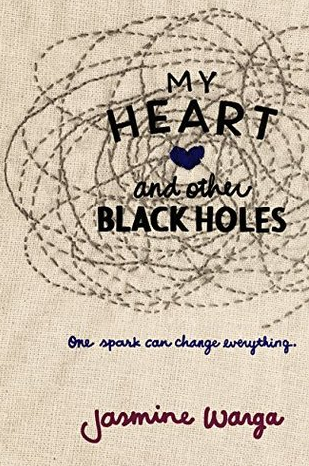 MY
HEART
and other
BLACK HOLES
One spark can change everything.
Jasmine Warga